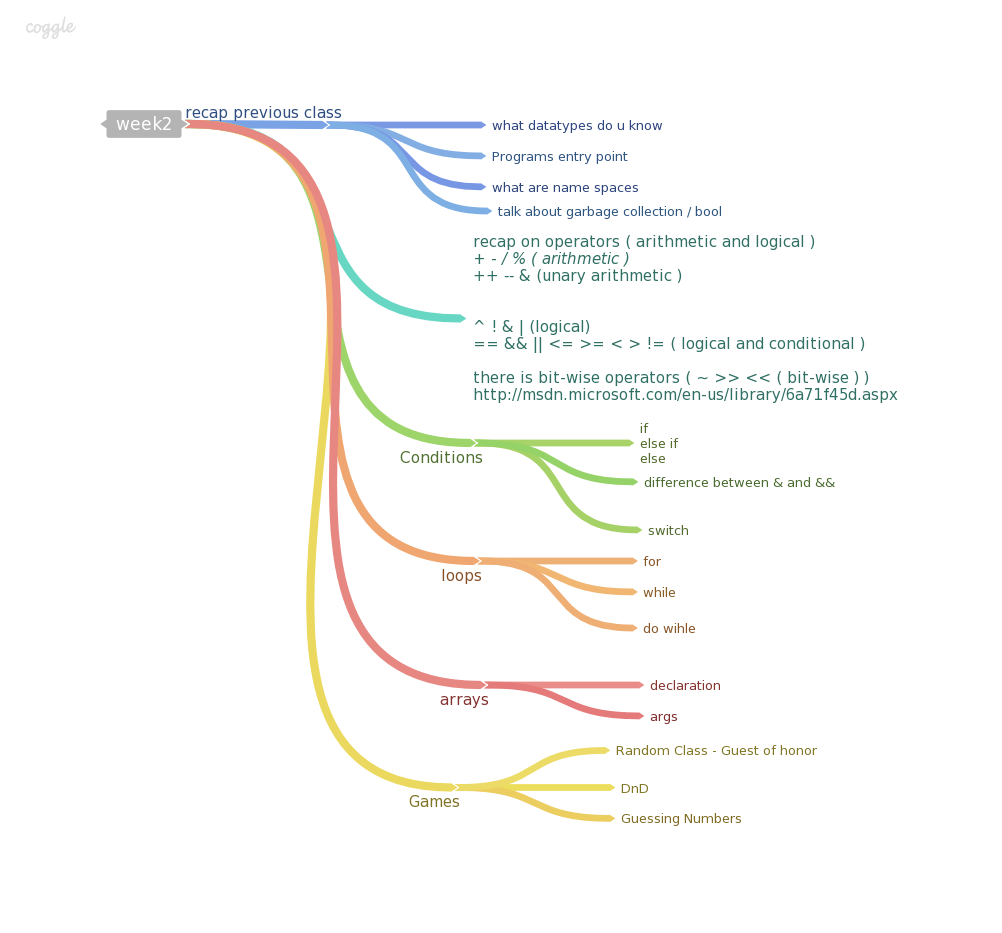 coggle
week2
recap previous class
what datatypes do u know
Programs entry point
what are name spaces
talk about garbage collection / bool
recap on operators ( arithmetic and logical )
+ - / % ( arithmetic )
++ -- & (unary arithmetic )
^ ! & | (logical)
== && || <= >= < > != ( logical and conditional )
there is bit-wise operators ( ~ >> << ( bit-wise ) )
http://msdn.microsoft.com/en-us/library/6a71f45d.aspx
Conditions
if
else if
else
difference between & and &&
switch
loops
for
while
do wihle
arrays
declaration
args
Games
Random Class - Guest of honor
DnD
Guessing Numbers